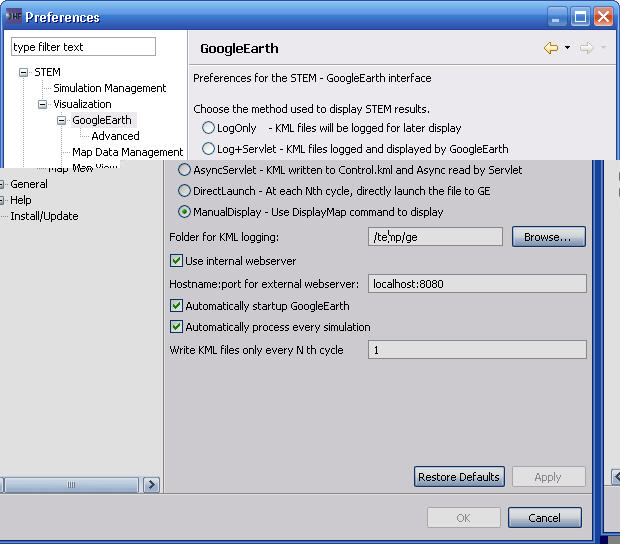 Preferences
type filter text
GoogleEarth
STEM
Simulation Management
Visualization
GoogleEarth
Advanced
Map Data Management
General
Help
Install/Update
Preferences for the STEM - GoogleEarth interface
Choose the method used to display STEM results.
LogOnly - KML files will be logged for later display
Log+Servlet - KML files logged and displayed by GoogleEarth
AsyncServlet - KML written to Control.kml and Async read by Servlet
DirectLaunch - At each Nth cycle, directly launch the file to GE
ManualDisplay - Use DisplayMap command to display
Folder for KML logging: /temp/ge Browse...
Use internal webserver
Hostname:port for external webserver: localhost:8080
Automatically startup GoogleEarth
Automatically process every simulation
Write KML files only every N th cycle 1
Restore Defaults Apply
OK Cancel